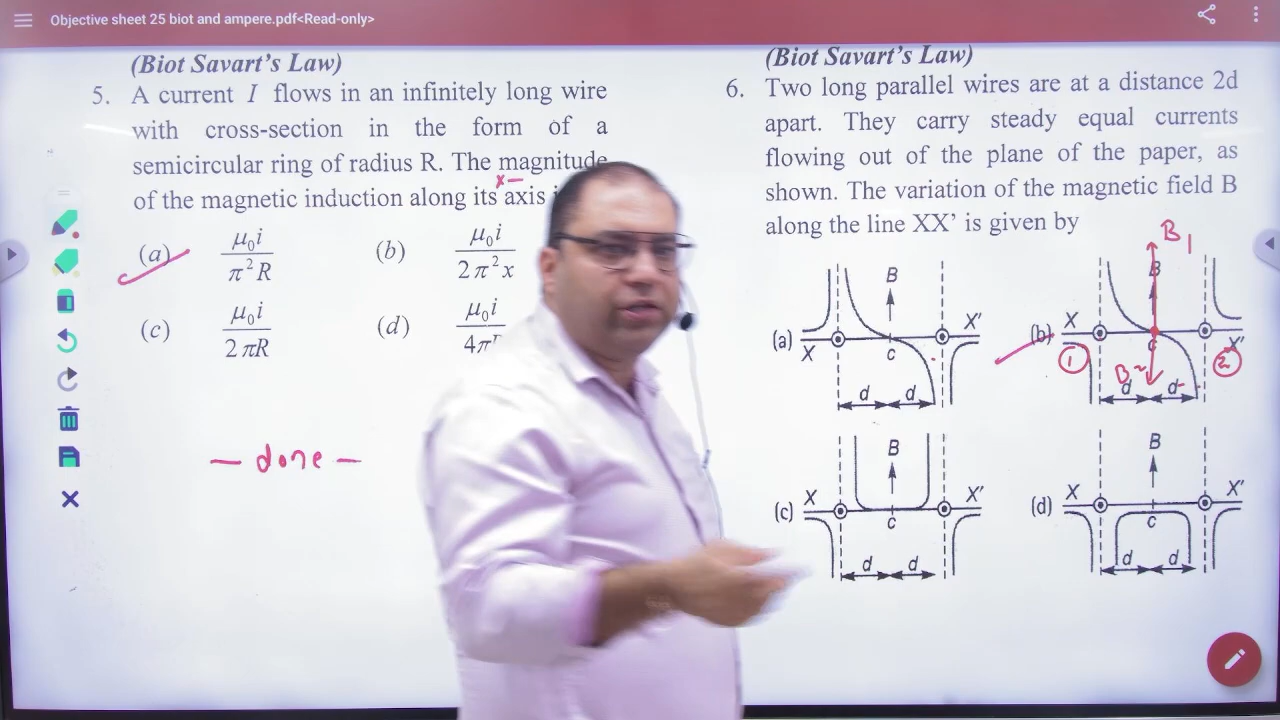 Objective sheet 25 biot and ampere.pdf<Read-only>
(Biot Savart's Law)
5. A current I flows in an infinitely long wire
with cross-section in the form of a
semicircular ring of radius R. The magnitude
of the magnetic induction along its axis
x —
(a) μ₀i / π²R
(b) μ₀i / 2π²x
(c) μ₀i / 2πR
(d) μ₀i
— done —
(Biot Savart's Law)
6. Two long parallel wires are at a distance 2d
apart. They carry steady equal currents
flowing out of the plane of the paper, as
shown. The variation of the magnetic field B
along the line XX' is given by
(a) X B X' c d d
(b) X B X' c d d
B1
B2
1
2
(c) X B X' c d d
(d) X B X' c d d